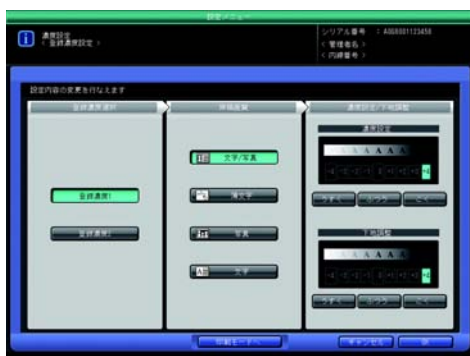 設定メニュー
濃度設定
< 登録濃度設定 >
シリアル番号 : A0G8001123456
< 管理者名 >
< 内線番号 >
設定内容の変更を行なえます
登録濃度選択
原稿画質
濃度設定/下地調整
濃度設定
文字/写真
登録濃度1
薄文字
うすく ふつう こく
登録濃度2
写真
下地調整
文字
うすく ふつう こく
印刷モードへ
キャンセル
OK